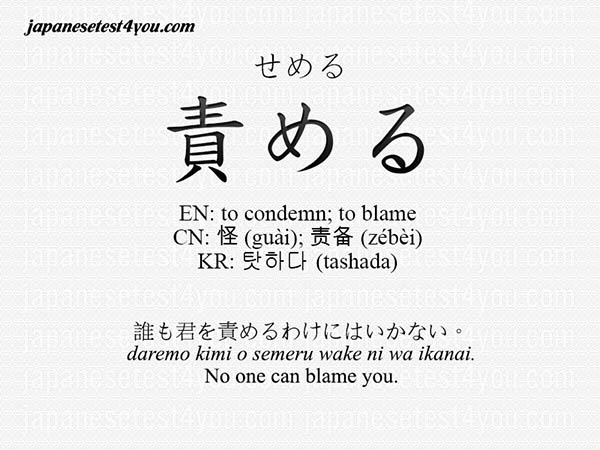 japanesetest4you.com
せめる
責める
EN: to condemn; to blame
CN: 怪 (guài); 责备 (zébèi)
KR: 탓하다 (tashada)
誰も君を責めるわけにはいかない。
daremo kimi o semeru wake ni wa ikanai.
No one can blame you.